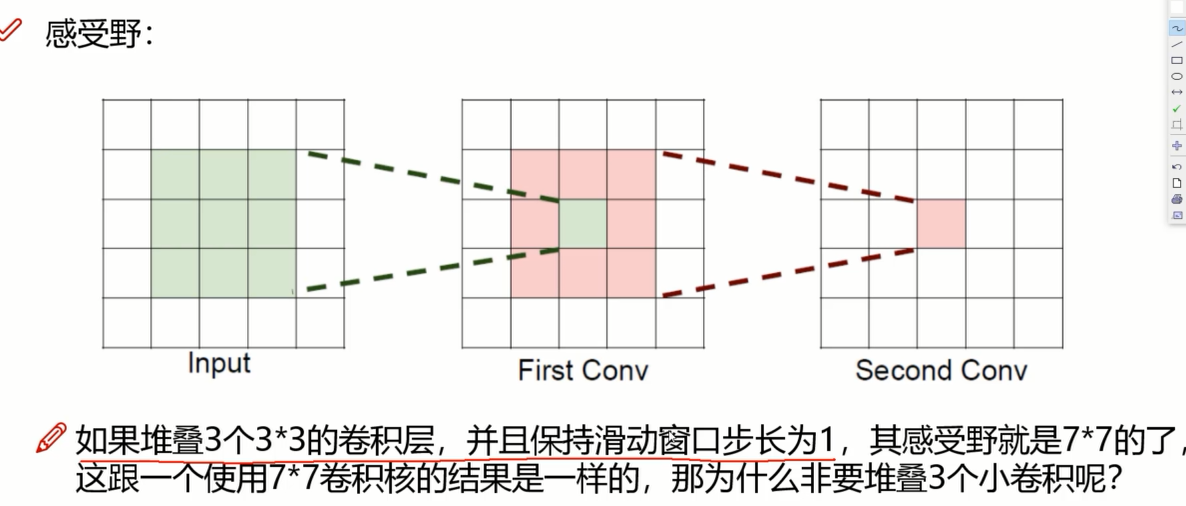 感受野：
Input
First Conv
Second Conv
如果堆叠3个3*3的卷积层，并且保持滑动窗口步长为1，其感受野就是7*7的了，
这跟一个使用7*7卷积核的结果是一样的，那为什么非要堆叠3个小卷积呢？